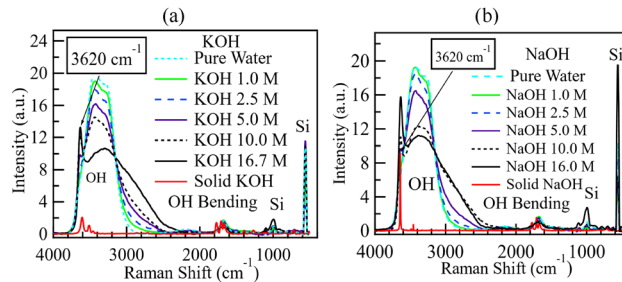 (a)
24
20
16
12
8
4
0
Intensity (a.u.)
3620 cm-1
KOH
Pure Water
KOH 1.0 M
KOH 2.5 M
KOH 5.0 M
KOH 10.0 M
KOH 16.7 M
Solid KOH
OH Bending
OH
Si
Si
4000 3000 2000 1000
Raman Shift (cm-1)
(b)
20
16
12
8
4
0
Intensity (a.u.)
3620 cm-1
NaOH
Pure Water
NaOH 1.0 M
NaOH 2.5 M
NaOH 5.0 M
NaOH 10.0 M
NaOH 16.0 M
Solid NaOH
OH Bending
OH
Si
Si
4000 3000 2000 1000
Raman Shift (cm-1)